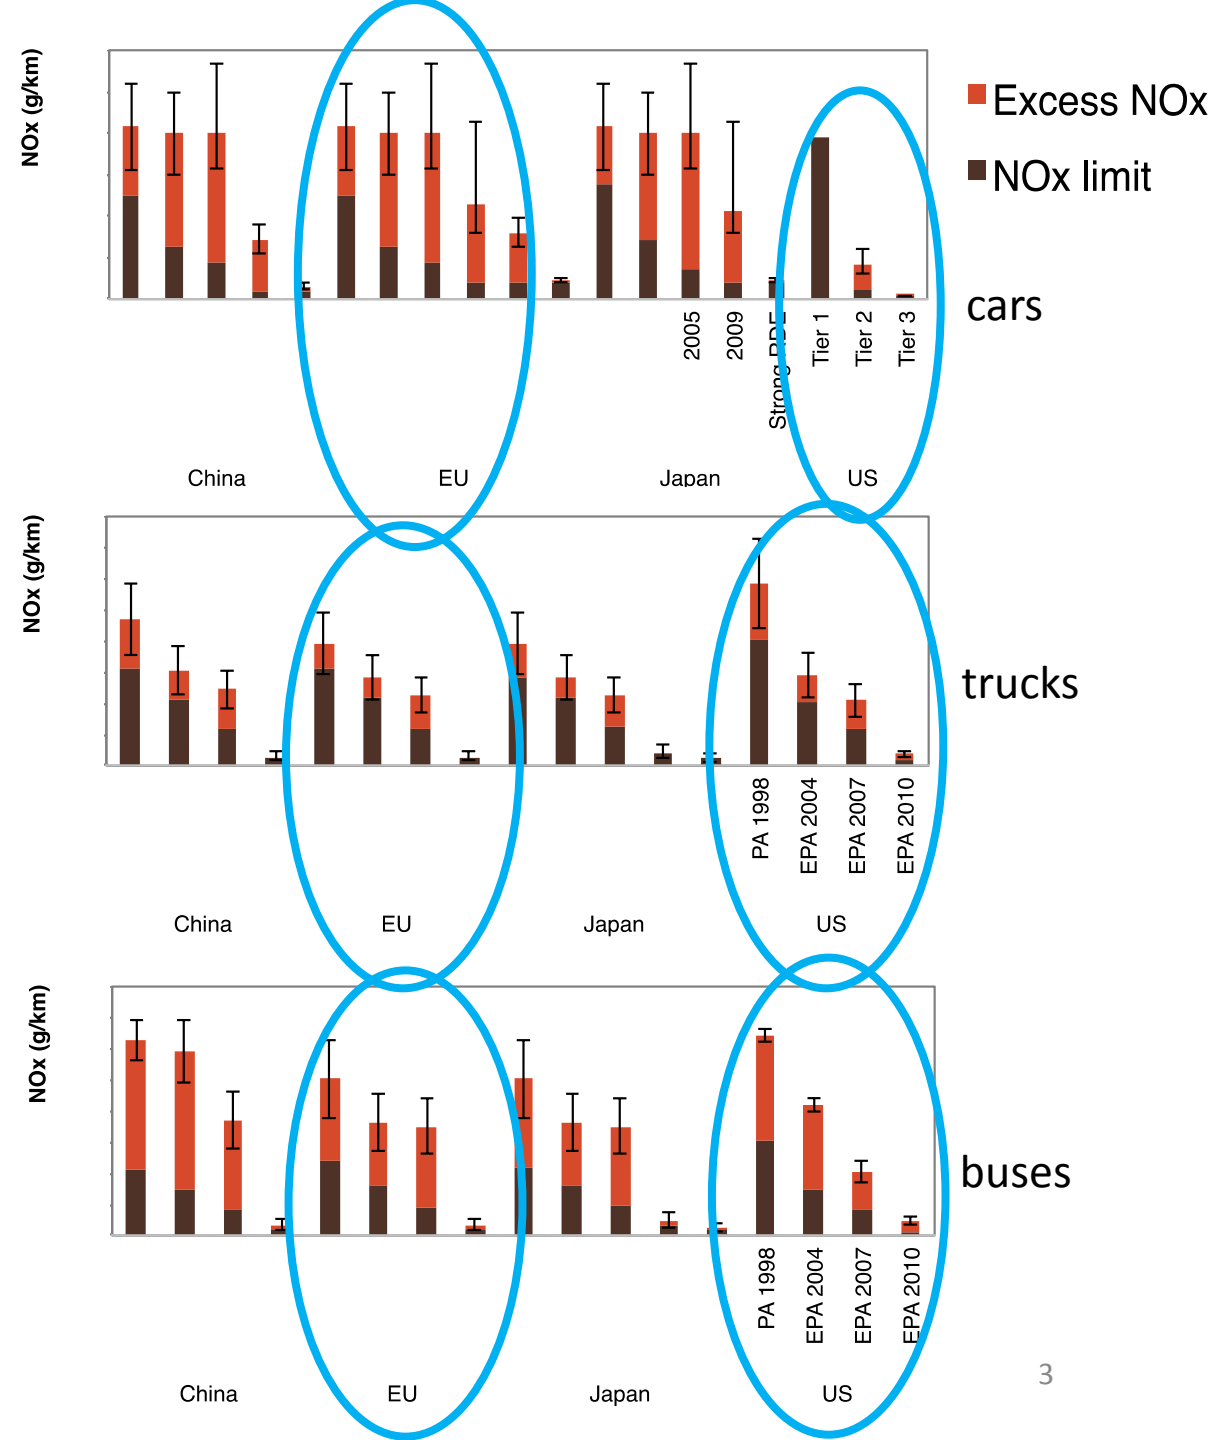 NOx (g/km)
Excess NOx
NOx limit
cars
2005
2009
Strong RDE
Tier 1
Tier 2
Tier 3
China
EU
Japan
US
NOx (g/km)
trucks
PA 1998
EPA 2004
EPA 2007
EPA 2010
China
EU
Japan
US
NOx (g/km)
buses
PA 1998
EPA 2004
EPA 2007
EPA 2010
China
EU
Japan
US
3